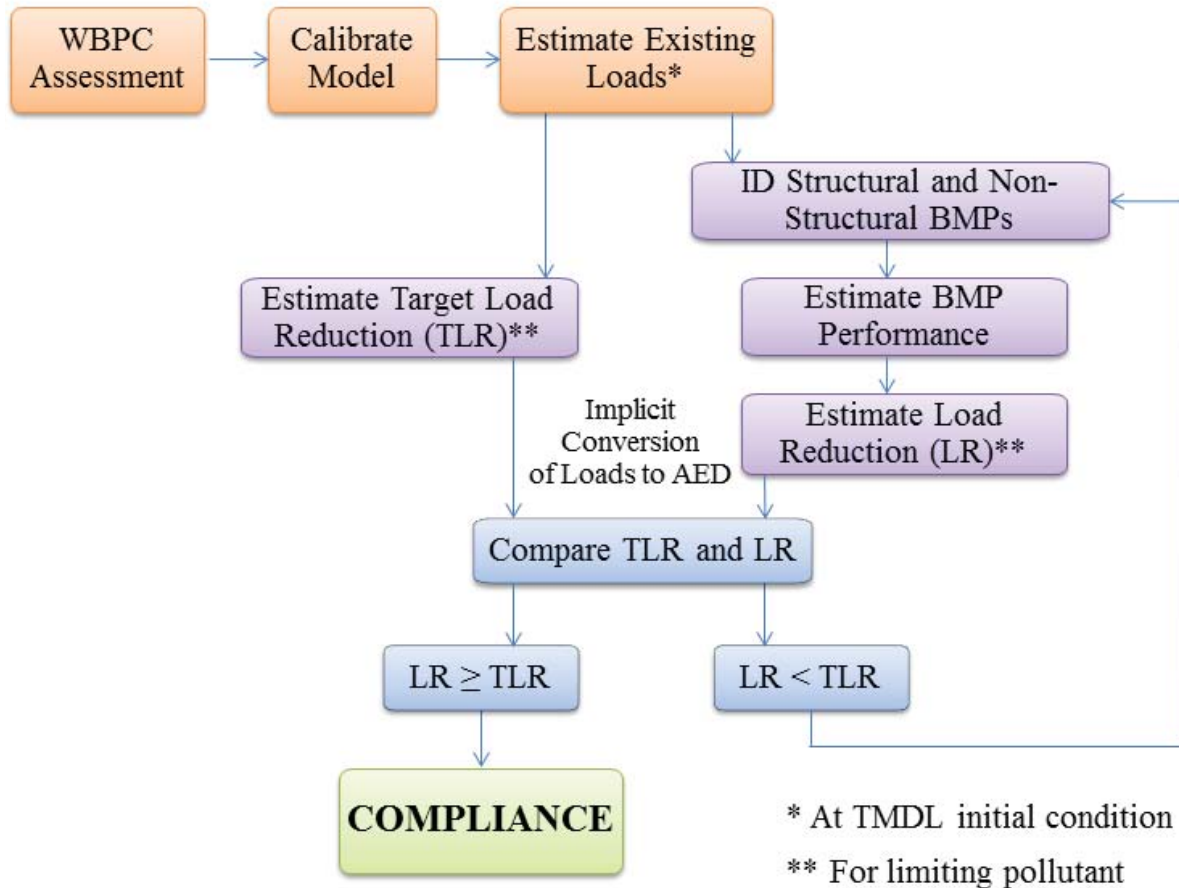 WBPC
Assessment
Calibrate
Model
Estimate Existing
Loads*
ID Structural and Non-
Structural BMPs
Estimate Target Load
Reduction (TLR)**
Estimate BMP
Performance
Implicit
Conversion
of Loads to AED
Estimate Load
Reduction (LR)**
Compare TLR and LR
LR ≥ TLR
LR < TLR
COMPLIANCE
* At TMDL initial condition
** For limiting pollutant